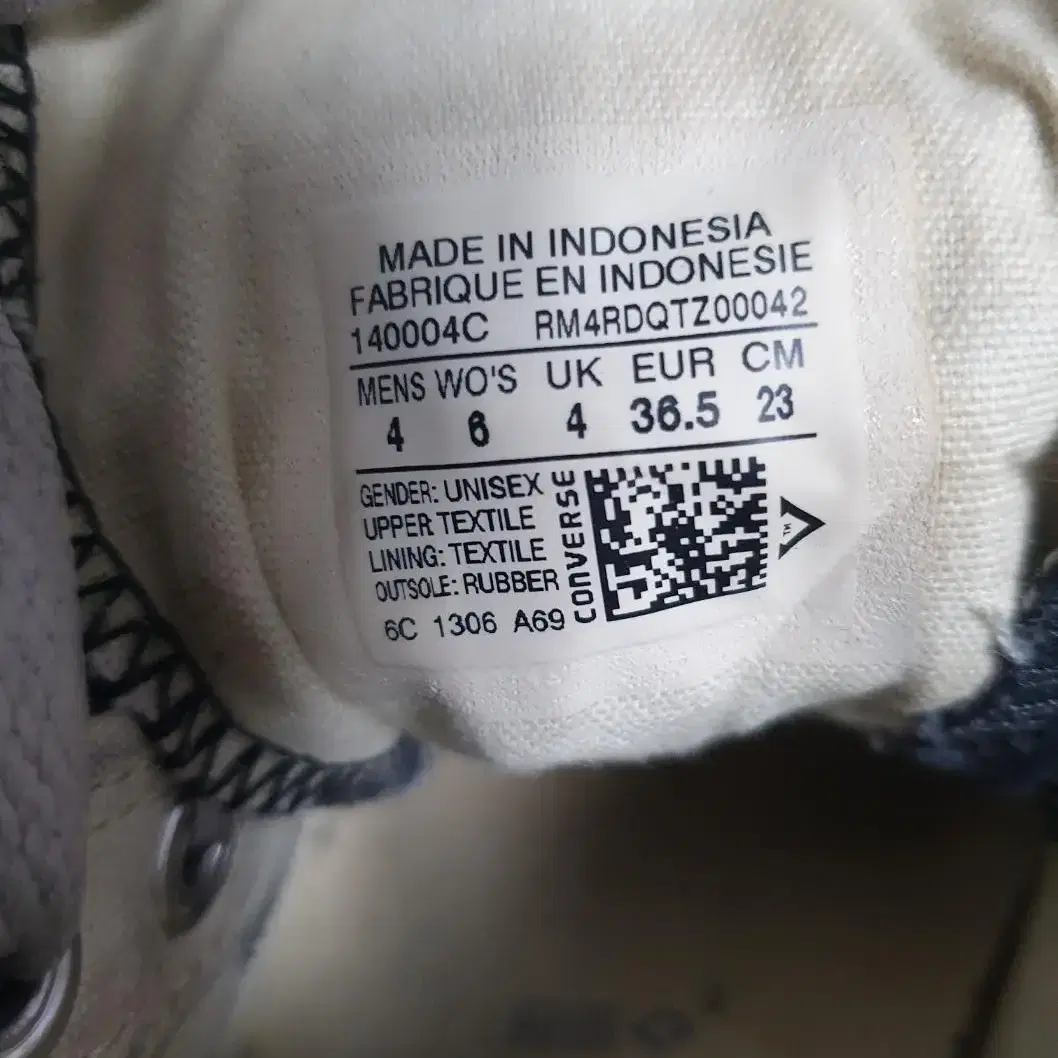 MADE IN INDONESIA
FABRIQUE EN INDONESIE
140004C RM4RDQTZ00042
MENS WO'S UK EUR CM
4 6 4 36.5 23
GENDER: UNISEX
UPPER: TEXTILE
LINING: TEXTILE
OUTSOLE: RUBBER
6C 1306 A69
CONVERSE
TM